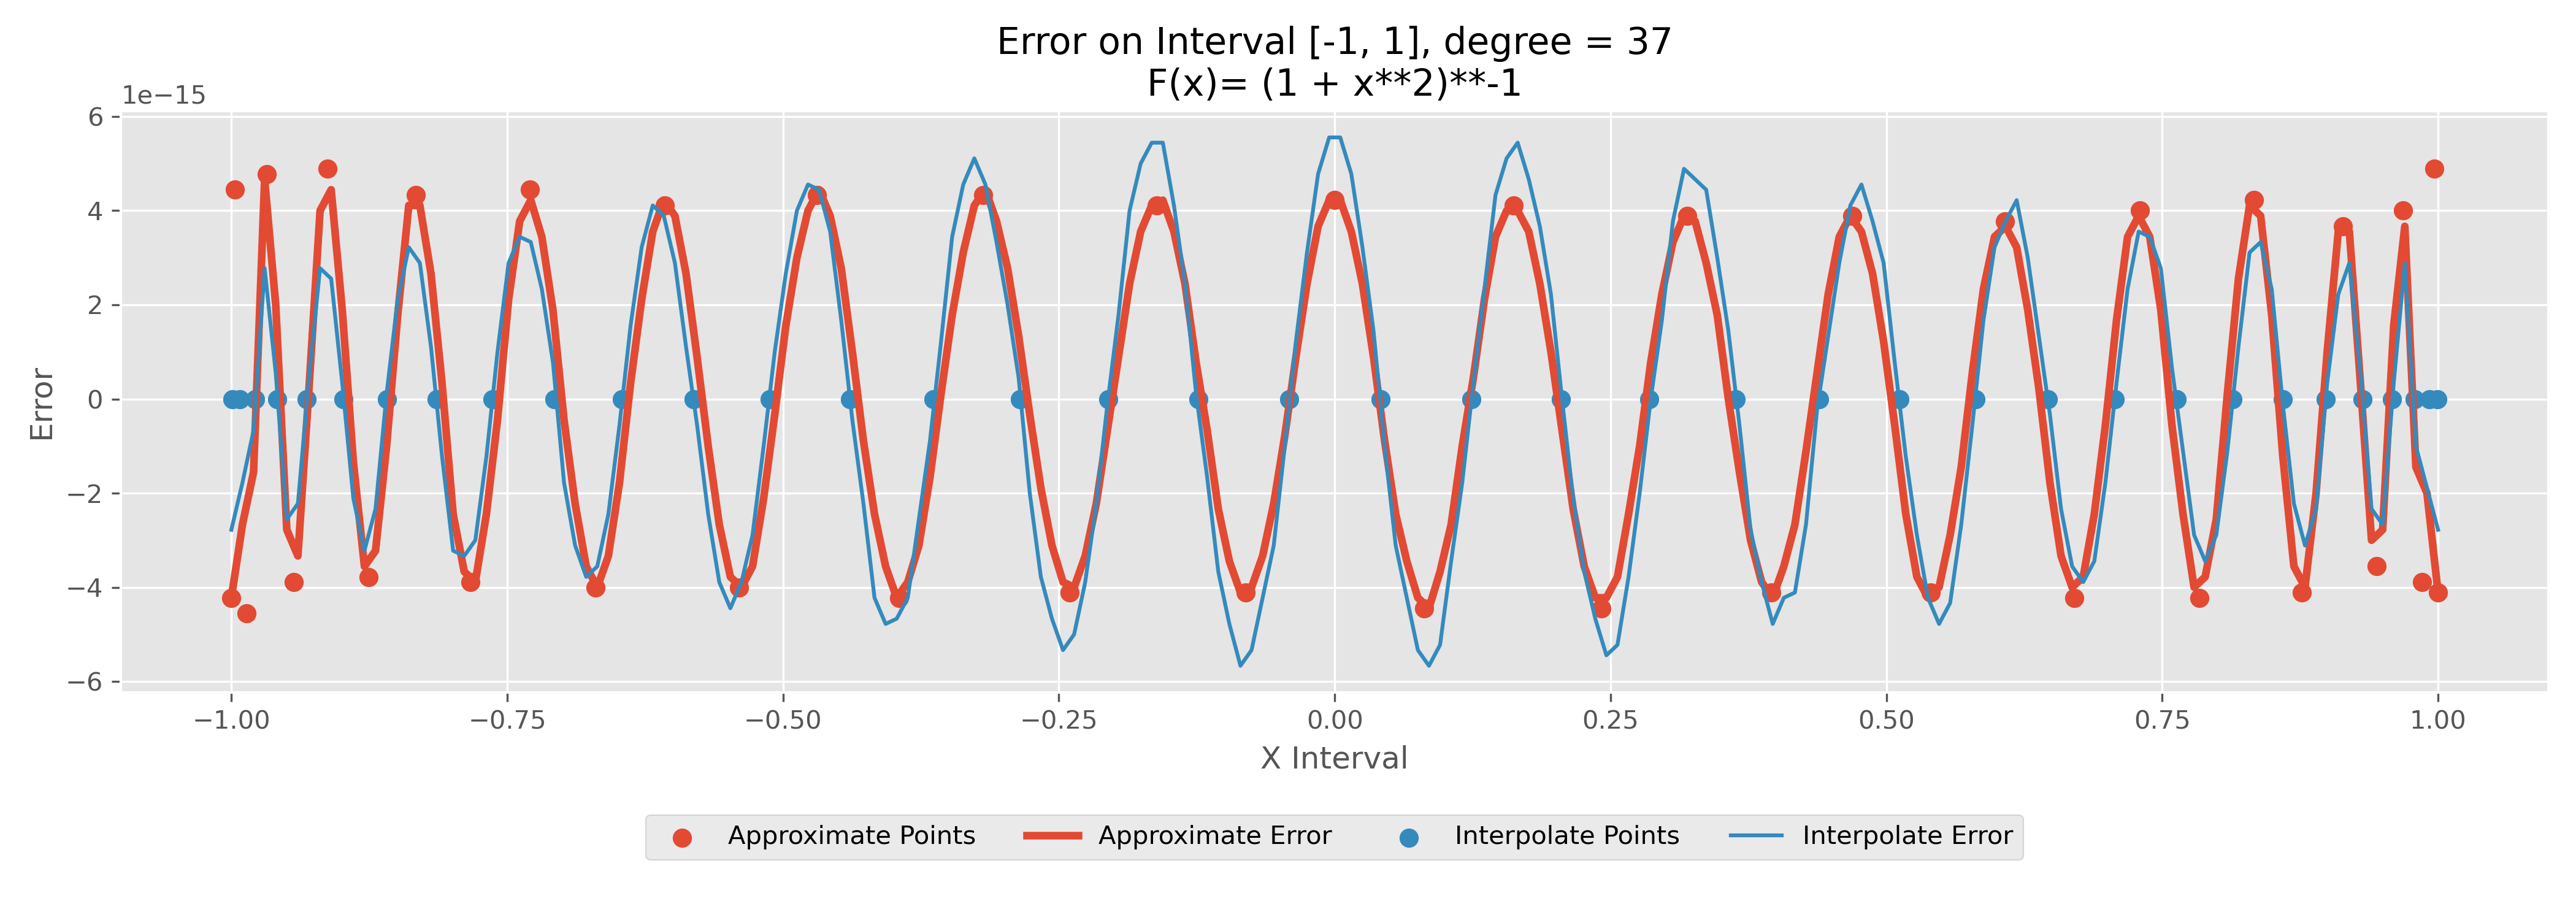 Error on Interval [-1, 1], degree = 37
F(x)= (1 + x**2)**-1
1e−15
6
4
2
0
−2
−4
−6
Error
−1.00 −0.75 −0.50 −0.25 0.00 0.25 0.50 0.75 1.00
X Interval
Approximate Points Approximate Error Interpolate Points Interpolate Error